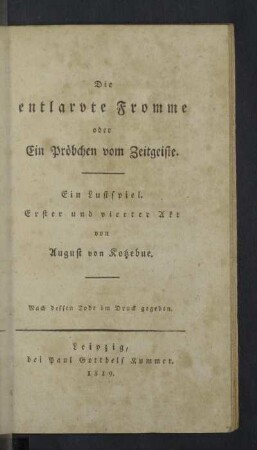 Die
entlarvte Fromme
oder
Ein Pröbchen vom Zeitgeiste.
Ein Lustspiel.
Erster und vierter Akt
von
August von Kotzebue.
Nach dessen Tode im Druck gegeben.
Leipzig,
bei Paul Gotthelf Kummer.
1819.